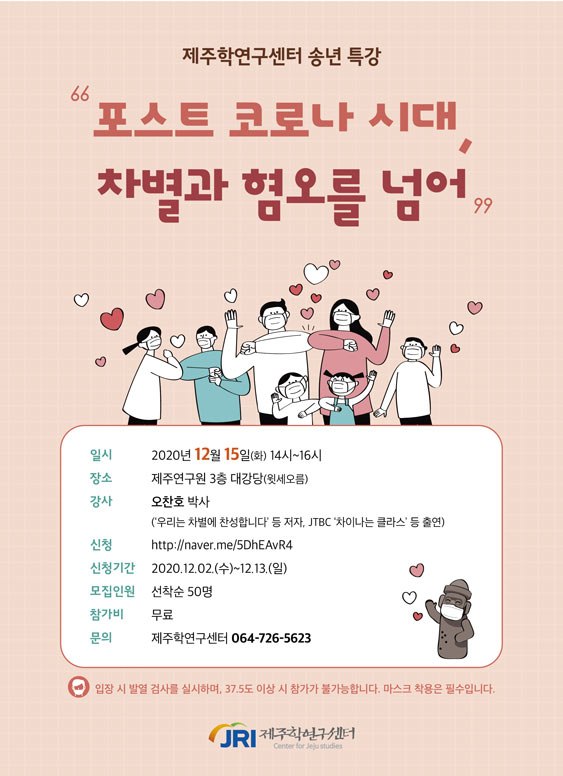 제주학연구센터 송년 특강
“포스트 코로나 시대,
차별과 혐오를 넘어”
일시 2020년 12월 15일(화) 14시~16시
장소 제주연구원 3층 대강당(윗세오름)
강사 오찬호 박사
('우리는 차별에 찬성합니다' 등 저자, JTBC '차이나는 클라스' 등 출연)
신청 http://naver.me/5DhEAvR4
신청기간 2020.12.02.(수)~12.13.(일)
모집인원 선착순 50명
참가비 무료
문의 제주학연구센터 064-726-5623
입장 시 발열 검사를 실시하며, 37.5도 이상 시 참가가 불가능합니다. 마스크 착용은 필수입니다.
JRI 제주학연구센터
Center for Jeju studies